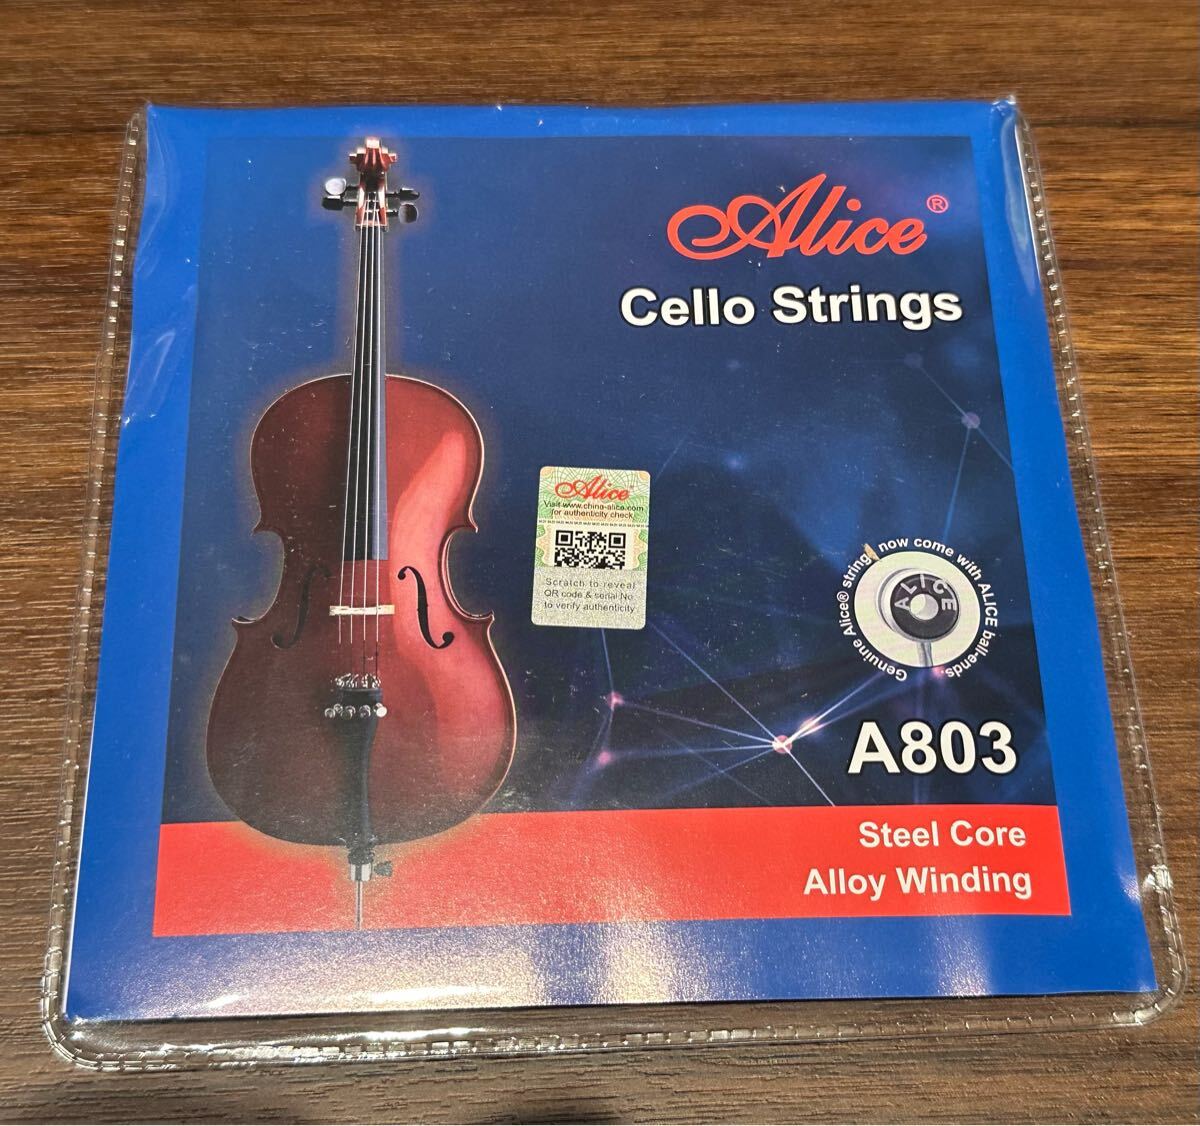 Alice®
Cello Strings
Alice
Visit www.china-alice.com
for authenticity check
Scratch to reveal
QR code & serial No
to verify authenticity
Genuine Alice® strings now come with ALICE ball-ends.
ALICE
A803
Steel Core
Alloy Winding